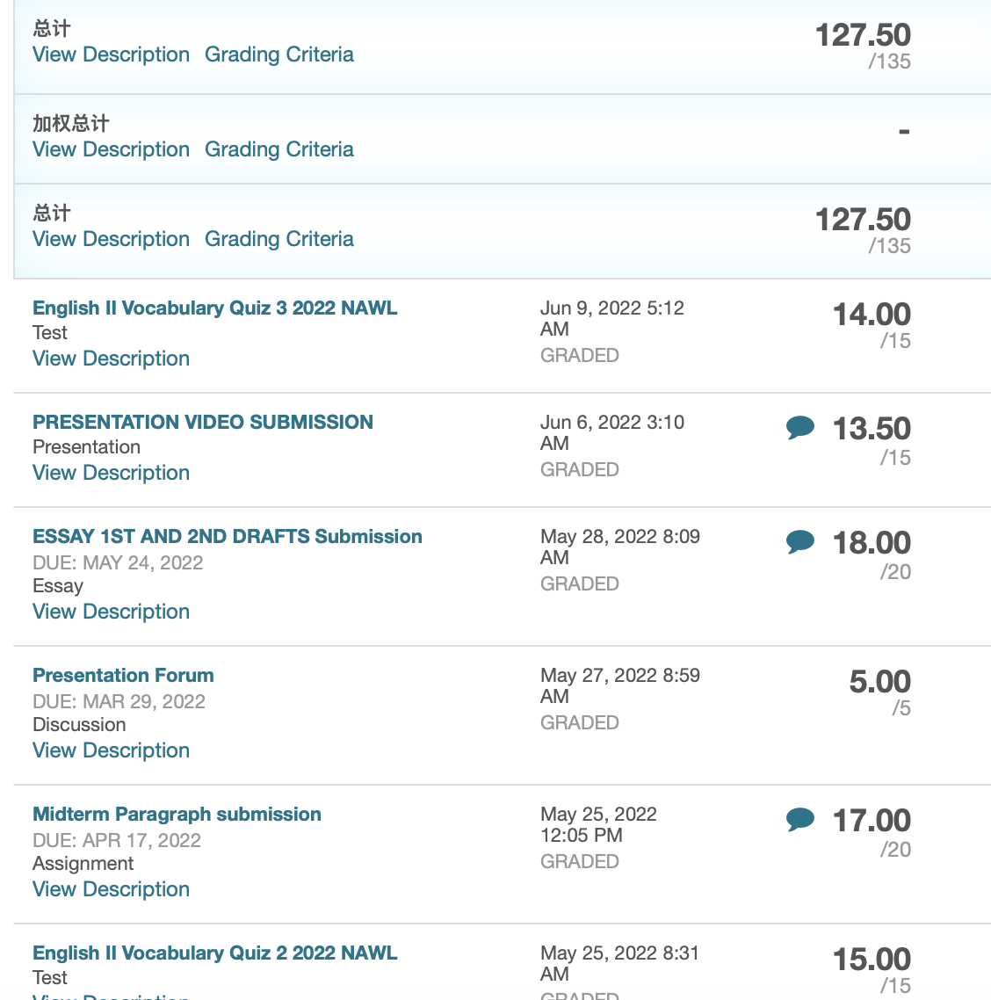 总计
View Description Grading Criteria
127.50
/135
加权总计
View Description Grading Criteria
-
总计
View Description Grading Criteria
127.50
/135
English II Vocabulary Quiz 3 2022 NAWL
Test
View Description
Jun 9, 2022 5:12
AM
GRADED
14.00
/15
PRESENTATION VIDEO SUBMISSION
Presentation
View Description
Jun 6, 2022 3:10
AM
GRADED
13.50
/15
ESSAY 1ST AND 2ND DRAFTS Submission
DUE: MAY 24, 2022
Essay
View Description
May 28, 2022 8:09
AM
GRADED
18.00
/20
Presentation Forum
DUE: MAR 29, 2022
Discussion
View Description
May 27, 2022 8:59
AM
GRADED
5.00
/5
Midterm Paragraph submission
DUE: APR 17, 2022
Assignment
View Description
May 25, 2022
12:05 PM
GRADED
17.00
/20
English II Vocabulary Quiz 2 2022 NAWL
Test
View Description
May 25, 2022 8:31
AM
GRADED
15.00
/15